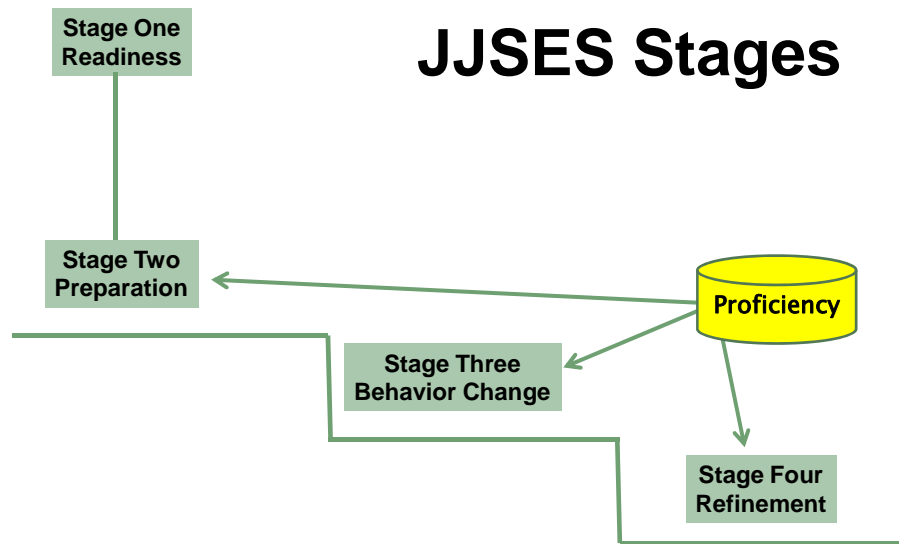 JJSES Stages
Stage One
Readiness
Stage Two
Preparation
Proficiency
Stage Three
Behavior Change
Stage Four
Refinement